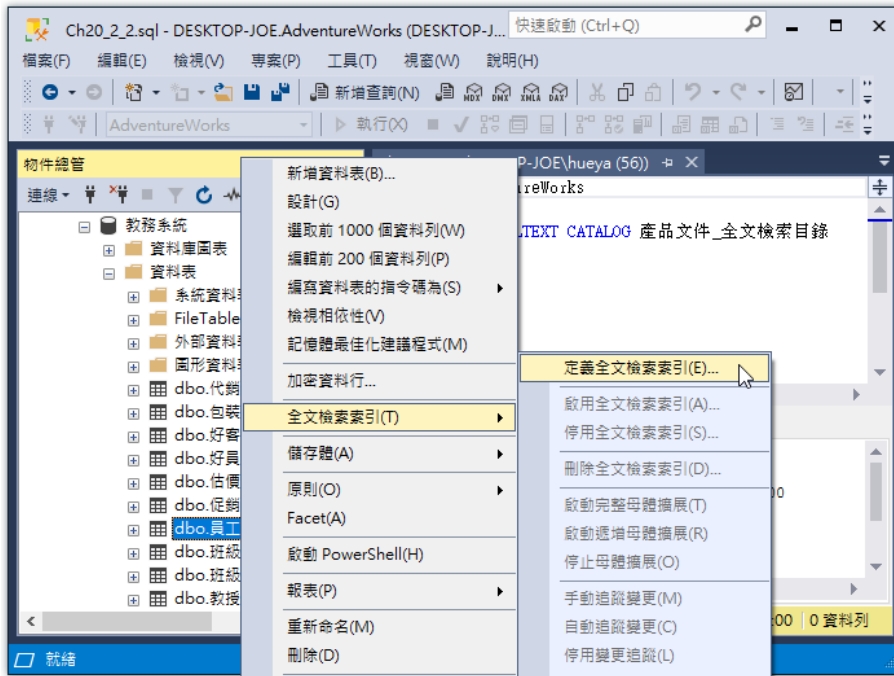 Ch20_2_2.sql - DESKTOP-JOE.AdventureWorks (DESKTOP-J...
快速啟動 (Ctrl+Q)
檔案(F) 編輯(E) 檢視(V) 專案(P) 工具(T) 視窗(W) 說明(H)
新增查詢(N) MDX DMX XMLA DAX
AdventureWorks 執行(X)
物件總管
P-JOE\hueya (56))
連線
教務系統
資料庫圖表
資料表
系統資料
FileTable
外部資料
圖形資料
dbo.代銷
dbo.包裝
dbo.好客
dbo.好員
dbo.估價
dbo.促銷
dbo.員工
dbo.班級
dbo.班級
dbo.教授
新增資料表(B)...
設計(G)
選取前 1000 個資料列(W)
編輯前 200 個資料列(P)
編寫資料表的指令碼為(S)
檢視相依性(V)
記憶體最佳化建議程式(M)
加密資料行...
全文檢索索引(T)
儲存體(A)
原則(O)
Facet(A)
啟動 PowerShell(H)
報表(P)
重新命名(M)
刪除(D)
ureWorks
LTEXT CATALOG 產品文件_全文檢索目錄
定義全文檢索索引(E)...
啟用全文檢索索引(A)...
停用全文檢索索引(S)...
刪除全文檢索索引(D)...
啟動完整母體擴展(T)
啟動遞增母體擴展(R)
停止母體擴展(O)
手動追蹤變更(M)
自動追蹤變更(C)
停用變更追蹤(L)
:00 0 資料列
就緒